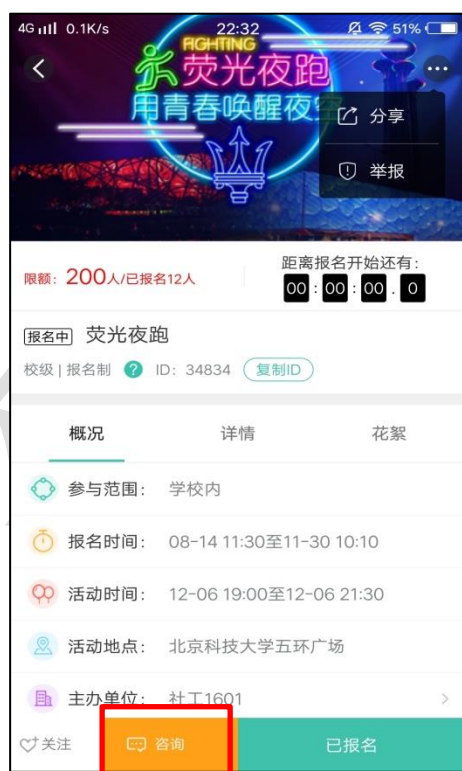 4G 0.1K/s 22:32 51%
FIGHTING
荧光夜跑
用青春唤醒夜空
分享
举报
限额: 200人/已报名12人
距离报名开始还有:
00 : 00 : 00 . 0
报名中 荧光夜跑
校级 | 报名制 ? ID: 34834 复制ID
概况 详情 花絮
参与范围: 学校内
报名时间: 08-14 11:30至11-30 10:10
活动时间: 12-06 19:00至12-06 21:30
活动地点: 北京科技大学五环广场
主办单位: 社工1601
关注 咨询 已报名